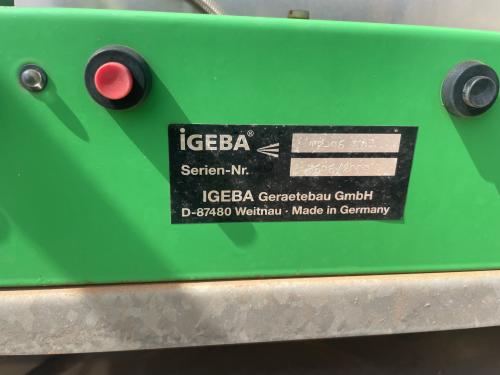 iGEBA®
Serien-Nr.
IGEBA Geraetebau GmbH
D-87480 Weitnau · Made in Germany